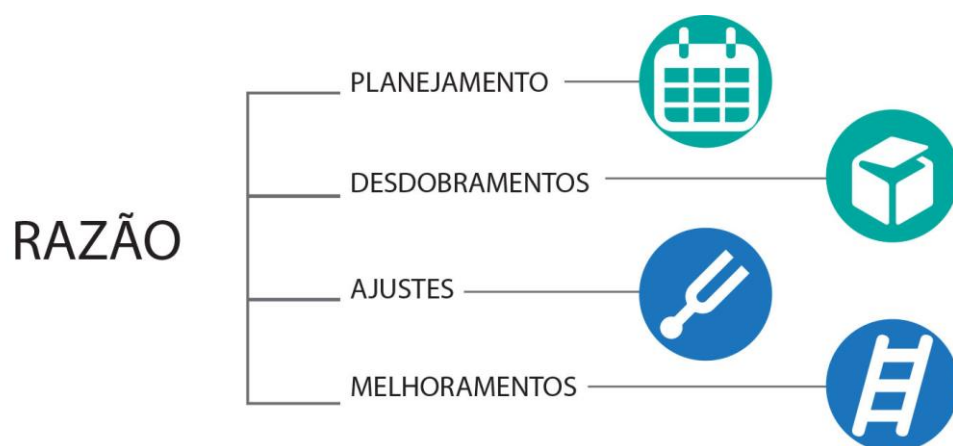 RAZÃO
PLANEJAMENTO
DESDOBRAMENTOS
AJUSTES
MELHORAMENTOS